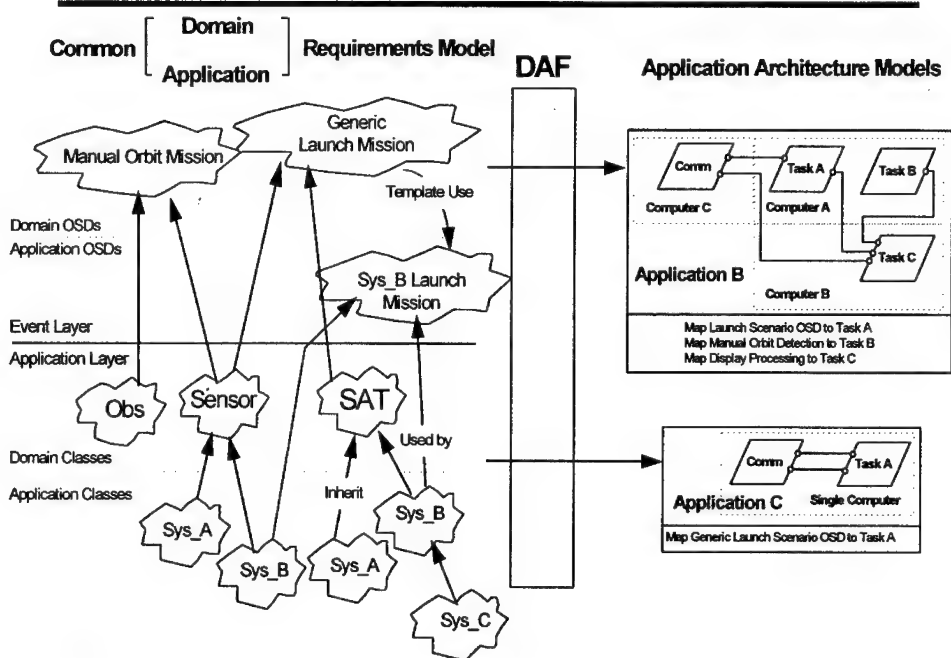 Common
Domain
Application
Requirements Model
DAF
Application Architecture Models
Manual Orbit Mission
Generic
Launch Mission
Template Use
Domain OSDs
Application OSDs
Sys_B Launch
Mission
Event Layer
Application Layer
Obs
Sensor
SAT
Used by
Domain Classes
Application Classes
Inherit
Sys_A
Sys_B
Sys_A
Sys_B
Sys_C
Comm
Task A
Task B
Computer C
Computer A
Task C
Application B
Computer B
Map Launch Scenario OSD to Task A
Map Manual Orbit Detection to Task B
Map Display Processing to Task C
Comm
Task A
Application C
Single Computer
Map Generic Launch Scenario OSD to Task A